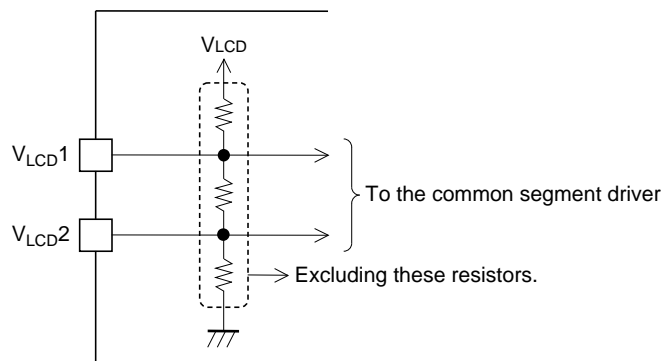 VLCD
VLCD1
To the common segment driver
VLCD2
Excluding these resistors.